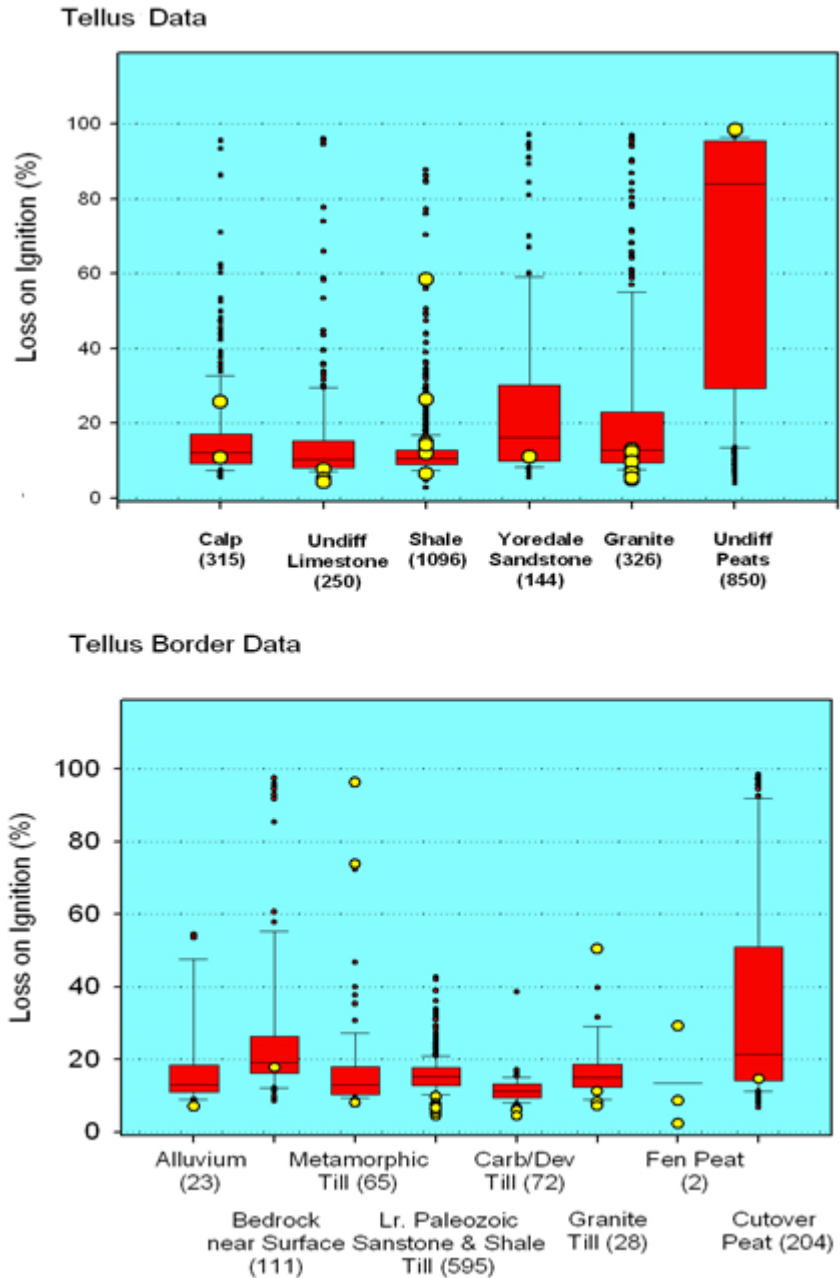 Tellus Data
Loss on Ignition (%)
100
80
60
40
20
0
Calp
(315)
Undiff
Limestone
(250)
Shale
(1096)
Yoredale
Sandstone
(144)
Granite
(326)
Undiff
Peats
(850)
Tellus Border Data
Loss on Ignition (%)
100
80
60
40
20
0
Alluvium
(23)
Bedrock
near Surface
(111)
Metamorphic
Till (65)
Lr. Paleozoic
Sanstone & Shale
Till (595)
Carb/Dev
Till (72)
Granite
Till (28)
Fen Peat
(2)
Cutover
Peat (204)